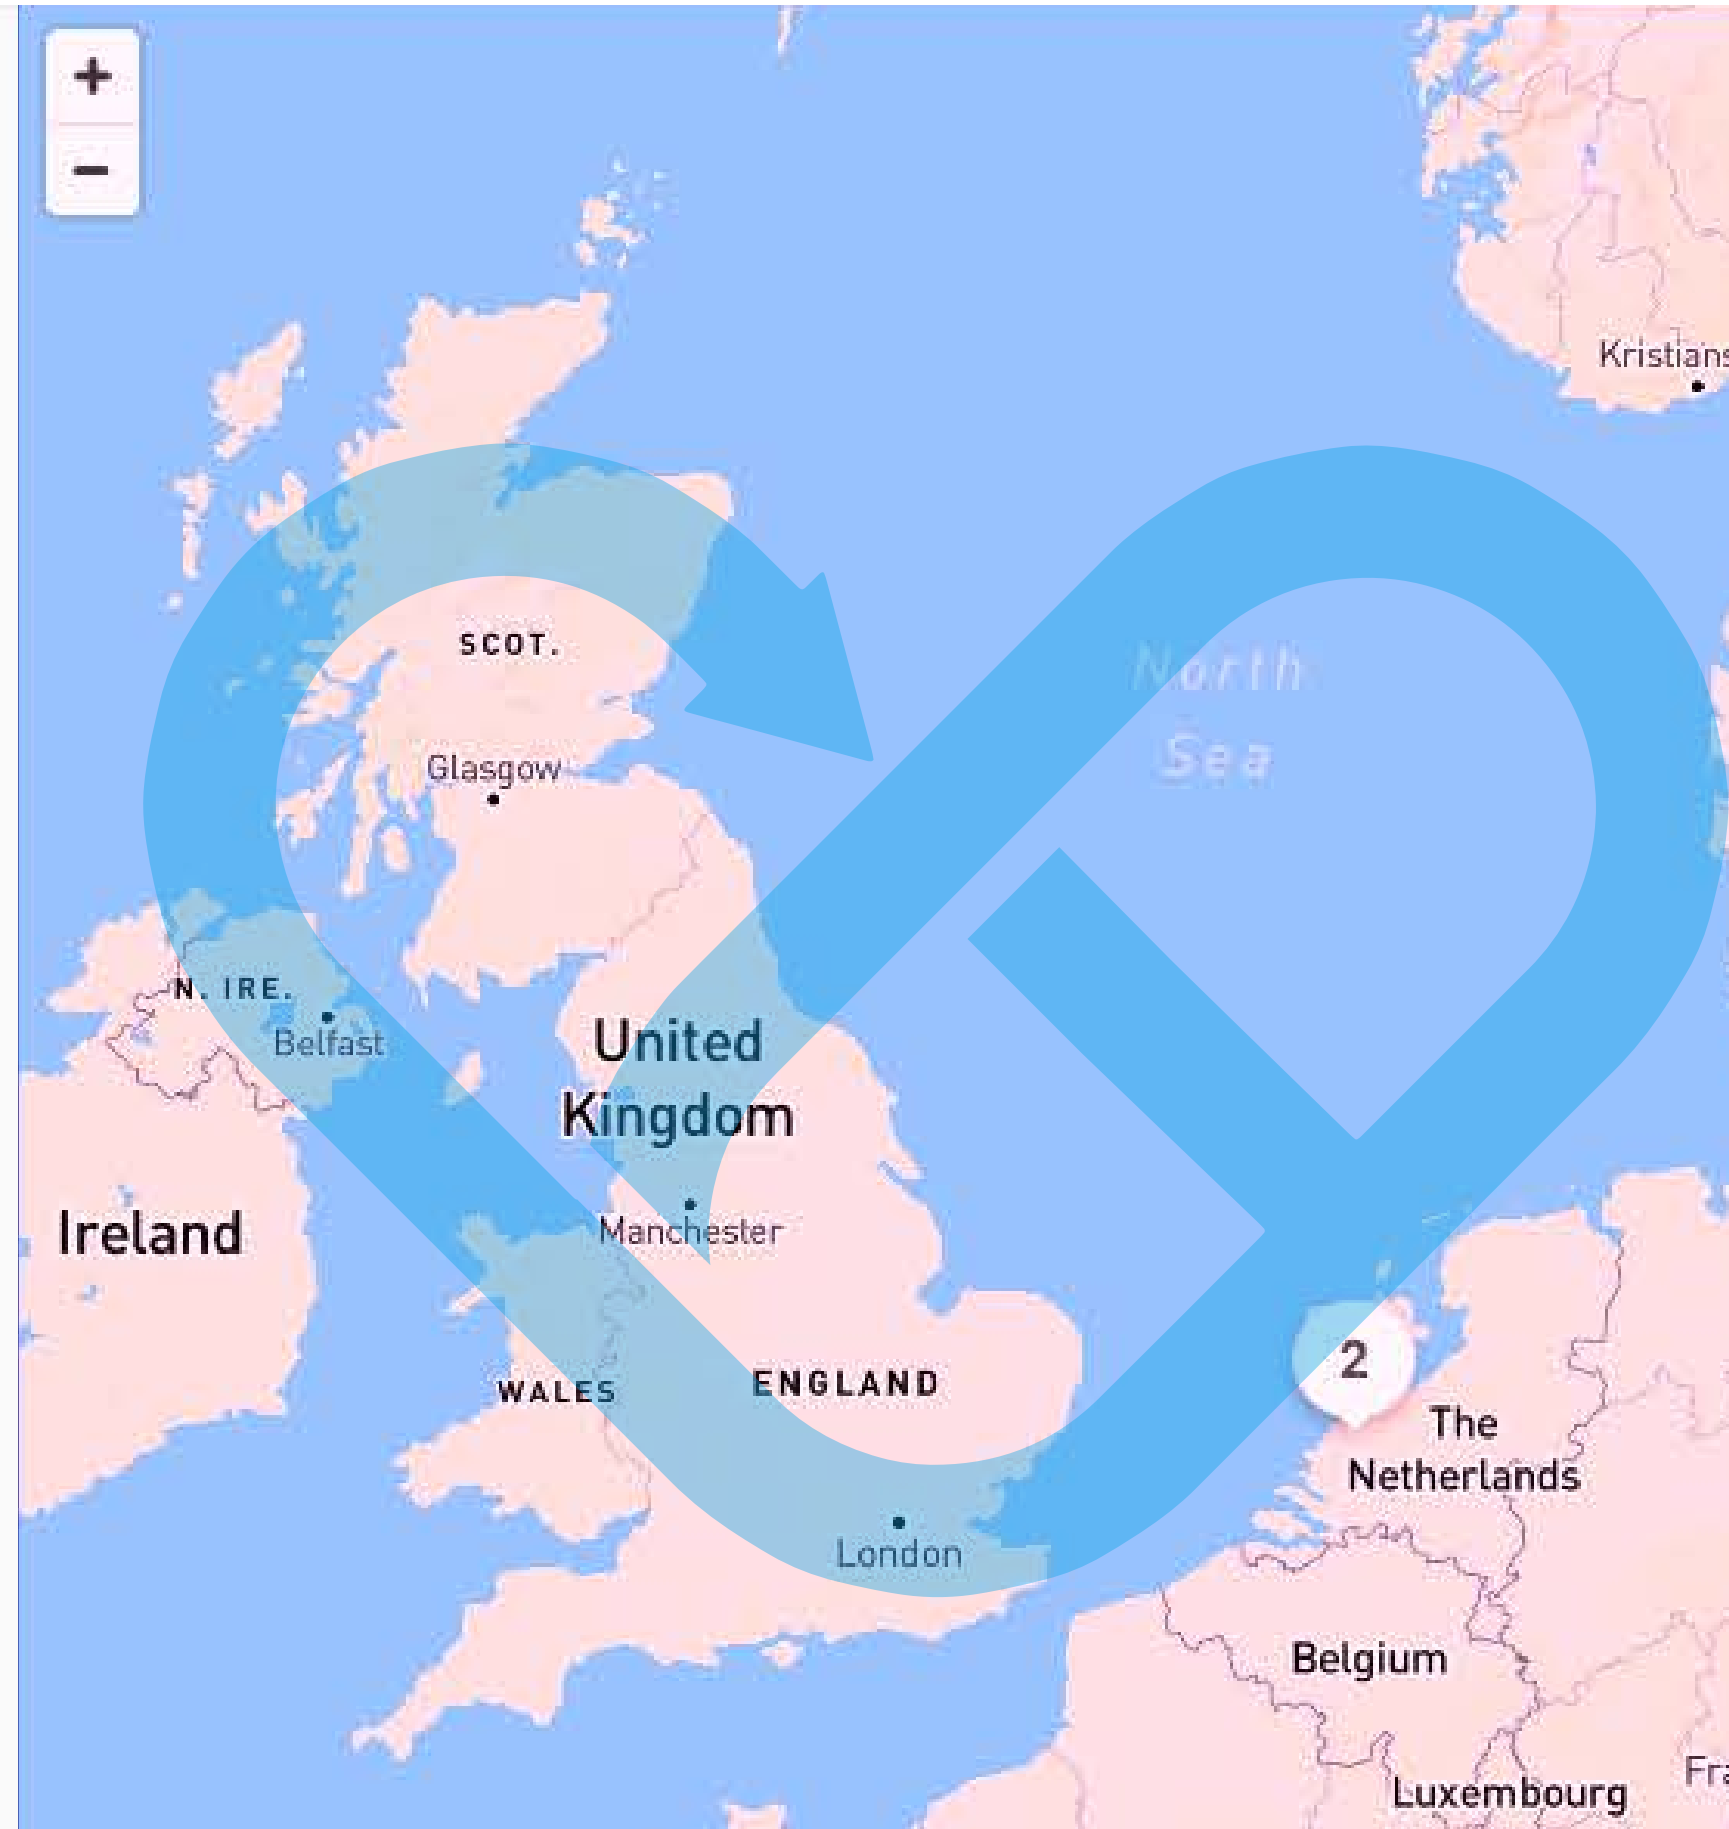 +
−
Kristians
North
Sea
SCOT.
Glasgow
N. IRE.
Belfast
United
Kingdom
Ireland
Manchester
WALES
ENGLAND
2
The
Netherlands
London
Belgium
Luxembourg
Fra